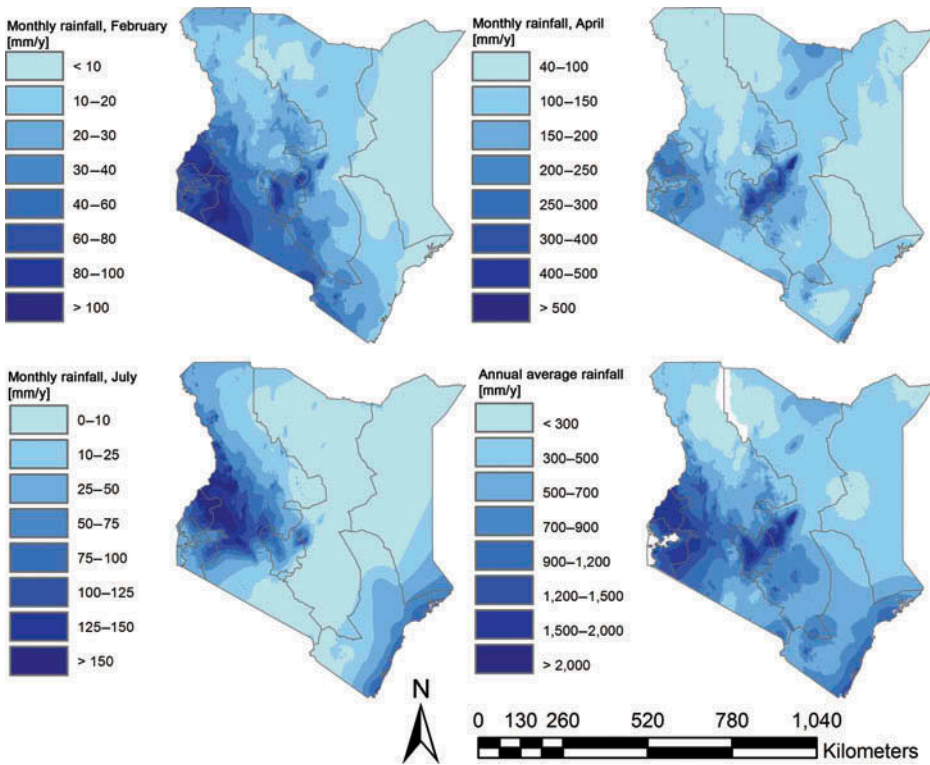 Monthly rainfall, February
[mm/y]
< 10
10–20
20–30
30–40
40–60
60–80
80–100
> 100
Monthly rainfall, April
[mm/y]
40–100
100–150
150–200
200–250
250–300
300–400
400–500
> 500
Monthly rainfall, July
[mm/y]
0–10
10–25
25–50
50–75
75–100
100–125
125–150
> 150
Annual average rainfall
[mm/y]
< 300
300–500
500–700
700–900
900–1,200
1,200–1,500
1,500–2,000
> 2,000
N
0 130 260 520 780 1,040
Kilometers